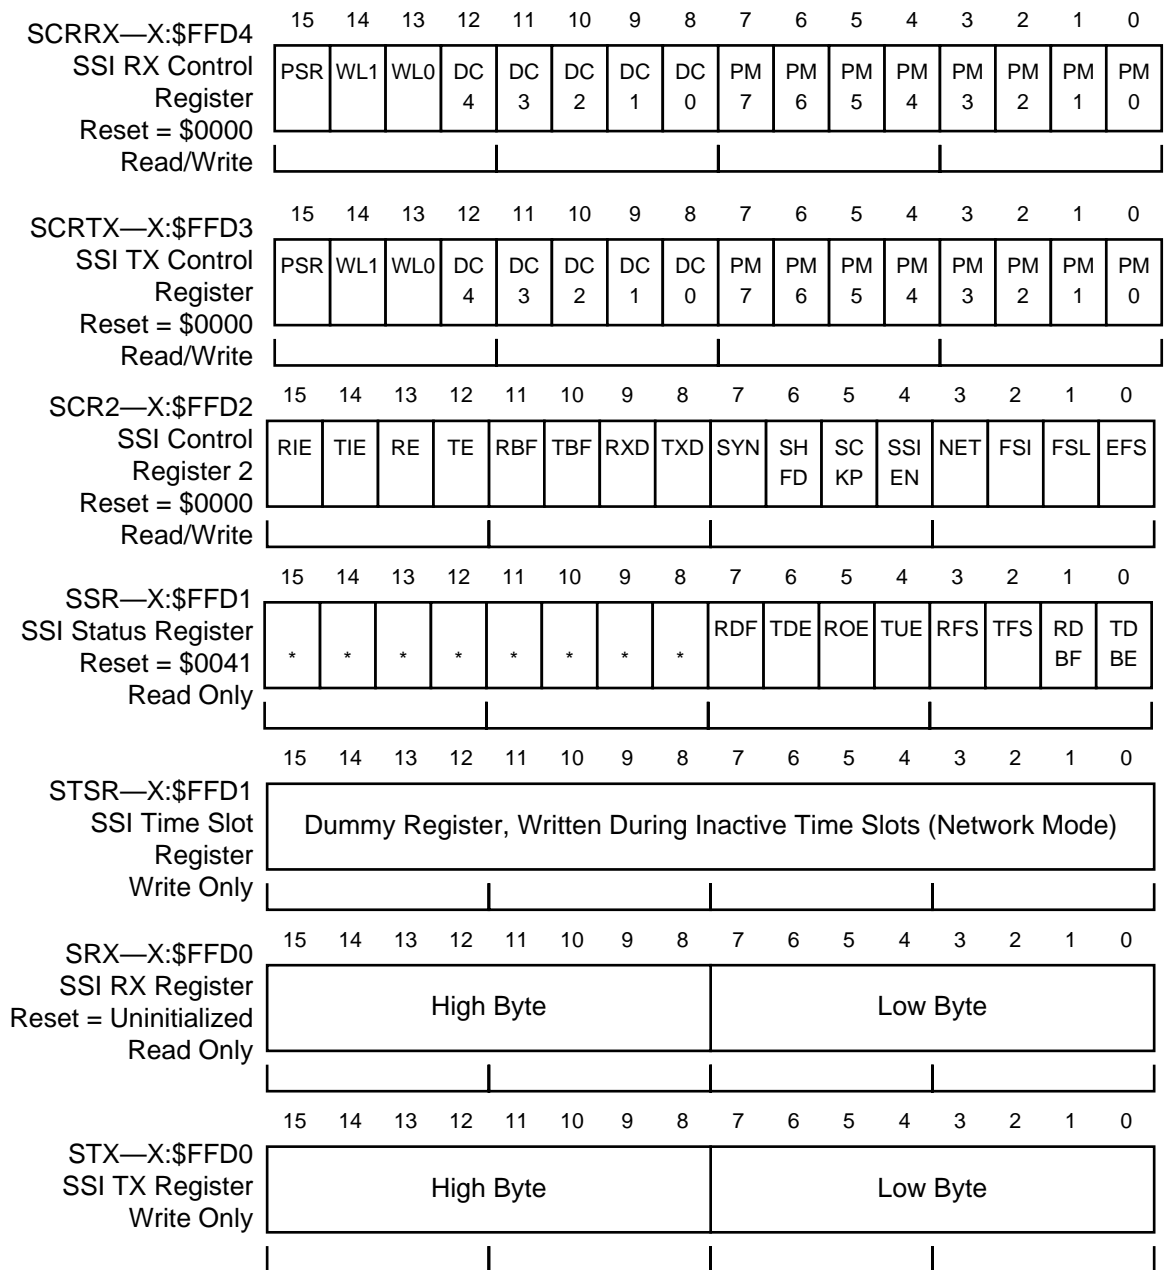 15 14 13 12 11 10 9 8 7 6 5 4 3 2 1 0
SCRRX—X:$FFD4
SSI RX Control
Register
Reset = $0000
Read/Write
PSR WL1 WL0 DC DC DC DC DC PM PM PM PM PM PM PM PM
4 3 2 1 0 7 6 5 4 3 2 1 0
15 14 13 12 11 10 9 8 7 6 5 4 3 2 1 0
SCRTX—X:$FFD3
SSI TX Control
Register
Reset = $0000
Read/Write
PSR WL1 WL0 DC DC DC DC DC PM PM PM PM PM PM PM PM
4 3 2 1 0 7 6 5 4 3 2 1 0
15 14 13 12 11 10 9 8 7 6 5 4 3 2 1 0
SCR2—X:$FFD2
SSI Control
Register 2
Reset = $0000
Read/Write
RIE TIE RE TE RBF TBF RXD TXD SYN SH SC SSI NET FSI FSL EFS
FD KP EN
15 14 13 12 11 10 9 8 7 6 5 4 3 2 1 0
SSR—X:$FFD1
SSI Status Register
Reset = $0041
Read Only
RDF TDE ROE TUE RFS TFS RD TD
* * * * * * * * BF BE
15 14 13 12 11 10 9 8 7 6 5 4 3 2 1 0
STSR—X:$FFD1
SSI Time Slot
Register
Write Only
Dummy Register, Written During Inactive Time Slots (Network Mode)
15 14 13 12 11 10 9 8 7 6 5 4 3 2 1 0
SRX—X:$FFD0
SSI RX Register
Reset = Uninitialized
Read Only
High Byte Low Byte
15 14 13 12 11 10 9 8 7 6 5 4 3 2 1 0
STX—X:$FFD0
SSI TX Register
Write Only
High Byte Low Byte